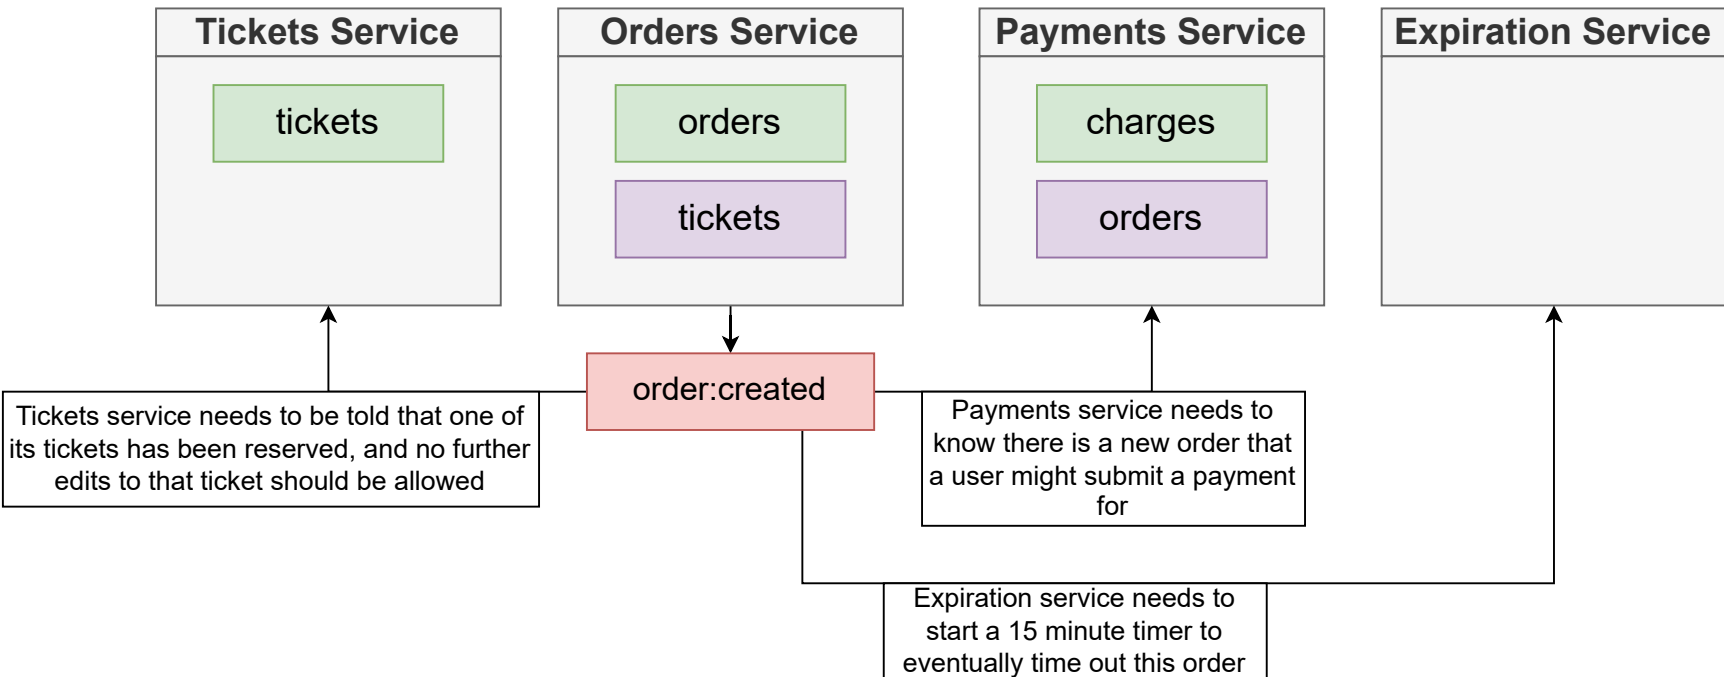 Tickets Service
Orders Service
Payments Service
Expiration Service
tickets
orders
charges
tickets
orders
order:created
Tickets service needs to be told that one of
its tickets has been reserved, and no further
edits to that ticket should be allowed
Payments service needs to
know there is a new order that
a user might submit a payment
for
Expiration service needs to
start a 15 minute timer to
eventually time out this order